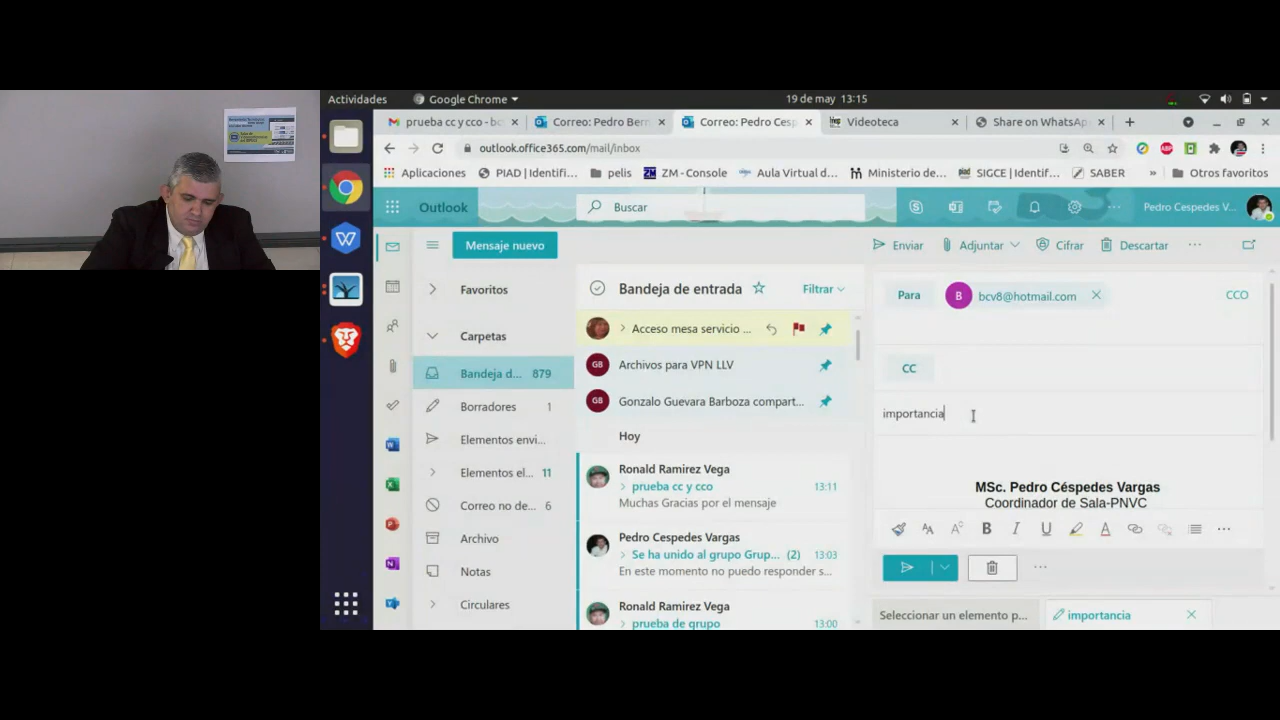 Actividades
Google Chrome
19 de may 13:15
prueba cc y cco - bc
Correo: Pedro Bern
Correo: Pedro Cesp
Videoteca
Share on WhatsApp
outlook.office365.com/mail/inbox
Aplicaciones
PIAD | Identifi...
pelis
ZM - Console
Aula Virtual d...
Ministerio de...
SIGCE | Identif...
SABER
»
Otros favoritos
Outlook
Buscar
Pedro Cespedes V...
Mensaje nuevo
Enviar
Adjuntar
Cifrar
Descartar
Favoritos
Carpetas
Bandeja d... 879
Borradores 1
Elementos envi...
Elementos el... 11
Correo no de... 6
Archivo
Notas
Circulares
Bandeja de entrada
Filtrar
Acceso mesa servicio ...
GB
Archivos para VPN LLV
GB
Gonzalo Guevara Barboza compart...
Hoy
Ronald Ramirez Vega
prueba cc y cco 13:11
Muchas Gracias por el mensaje
Pedro Cespedes Vargas
Se ha unido al grupo Grup... (2) 13:03
En este momento no puedo responder s...
Ronald Ramirez Vega
prueba de grupo 13:00
Para
B
bcv8@hotmail.com
CCO
CC
importancia
MSc. Pedro Céspedes Vargas
Coordinador de Sala-PNVC
Seleccionar un elemento p...
importancia